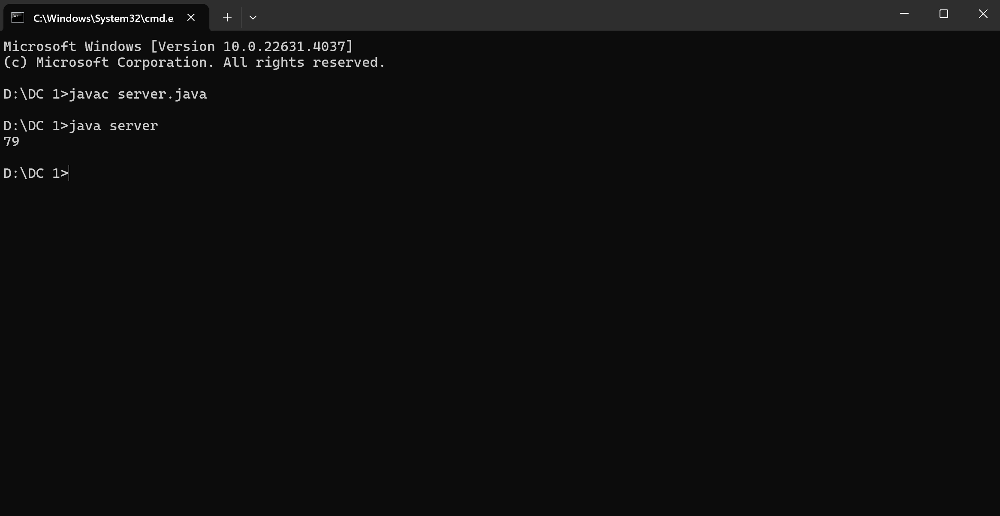 C:\Windows\System32\cmd.e
Microsoft Windows [Version 10.0.22631.4037]
(c) Microsoft Corporation. All rights reserved.
D:\DC 1>javac server.java
D:\DC 1>java server
79
D:\DC 1>